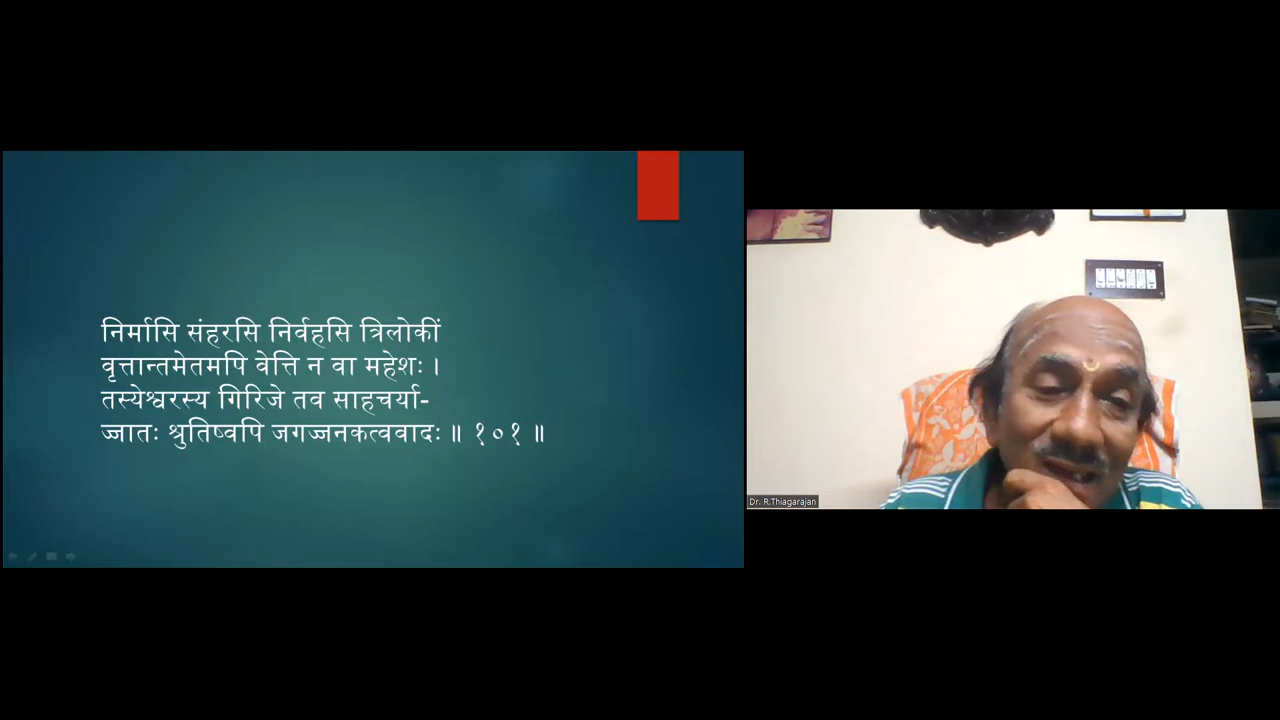 निर्मासि संहरसि निर्वहसि त्रिलोकीं
वृत्तान्तमेतमपि वेत्ति न वा महेशः ।
तस्येश्वरस्य गिरिजे तव साहचर्या-
ज्जातः श्रुतिष्वपि जगज्जनकत्ववादः ॥ १०१ ॥
Dr. R.Thiagarajan